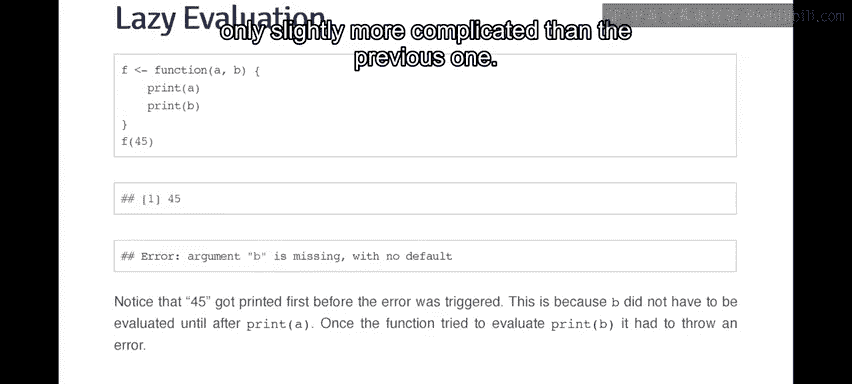 Lazy Evaluation
only slightly more complicated than the
previous one.
f <- function(a, b) {
    print(a)
    print(b)
}
f(45)
## [1] 45
## Error: argument "b" is missing, with no default
Notice that “45” got printed first before the error was triggered. This is because b did not have to be
evaluated until after print(a). Once the function tried to evaluate print(b) it had to throw an
error.